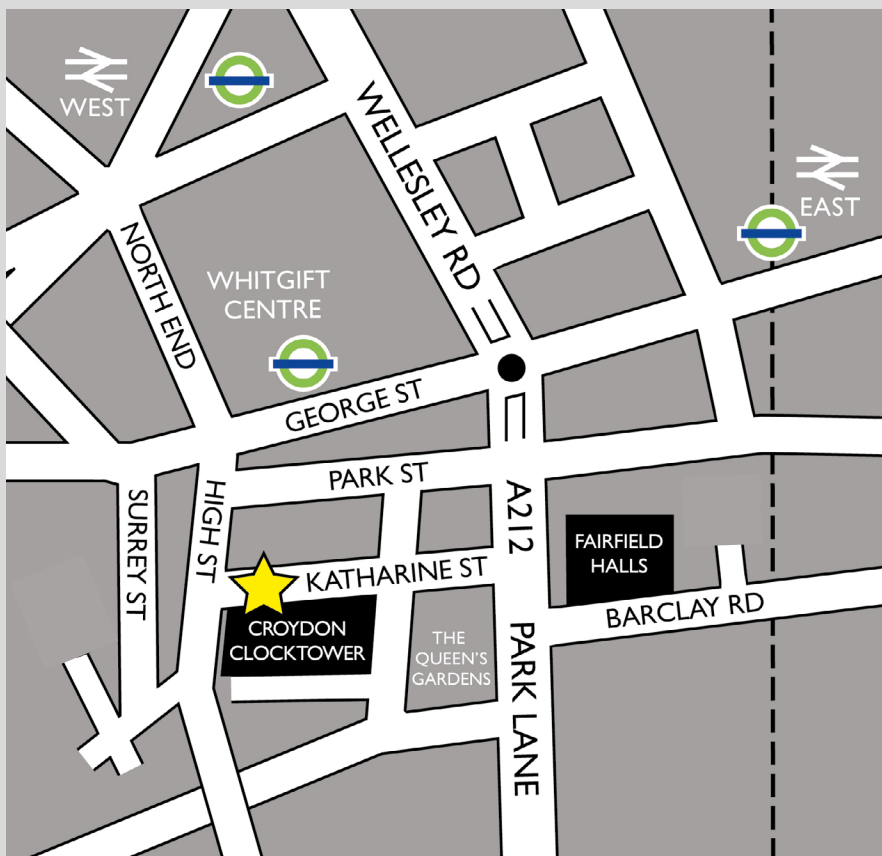 WEST
WELLESLEY RD
EAST
NORTH END
WHITGIFT
CENTRE
GEORGE ST
PARK ST
SURREY ST
HIGH ST
A212
FAIRFIELD
HALLS
KATHARINE ST
BARCLAY RD
CROYDON
CLOCKTOWER
THE
QUEEN'S
GARDENS
PARK LANE